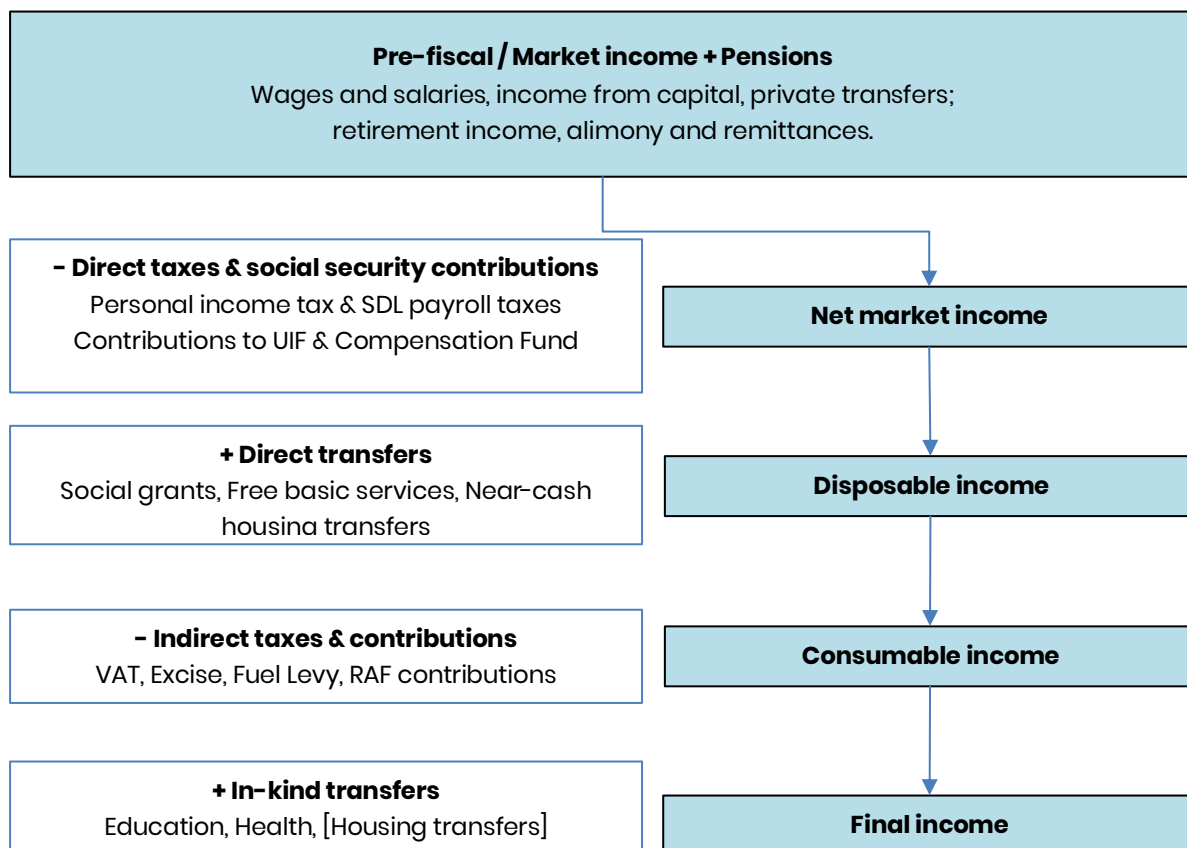 Pre-fiscal / Market income + Pensions
Wages and salaries, income from capital, private transfers;
retirement income, alimony and remittances.
– Direct taxes & social security contributions
Personal income tax & SDL payroll taxes
Contributions to UIF & Compensation Fund
Net market income
+ Direct transfers
Social grants, Free basic services, Near-cash
housing transfers
Disposable income
– Indirect taxes & contributions
VAT, Excise, Fuel Levy, RAF contributions
Consumable income
+ In-kind transfers
Education, Health, [Housing transfers]
Final income